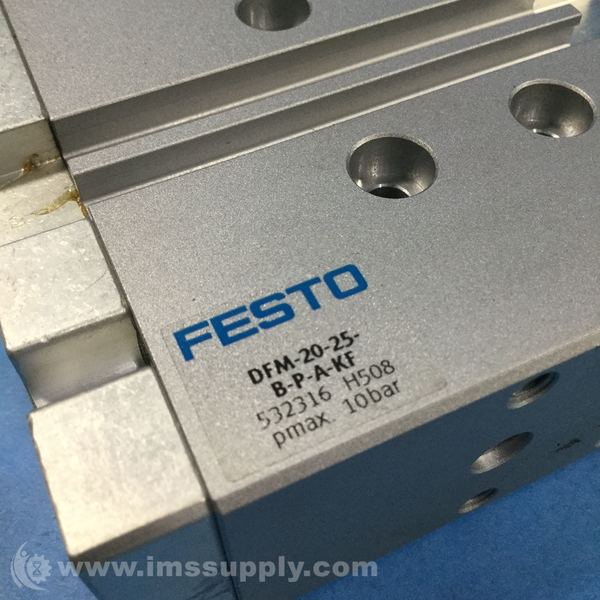 FESTO
DFM-20-25-
B-P-A-KF
532316 H508
pmax. 10bar
www.imssupply.com